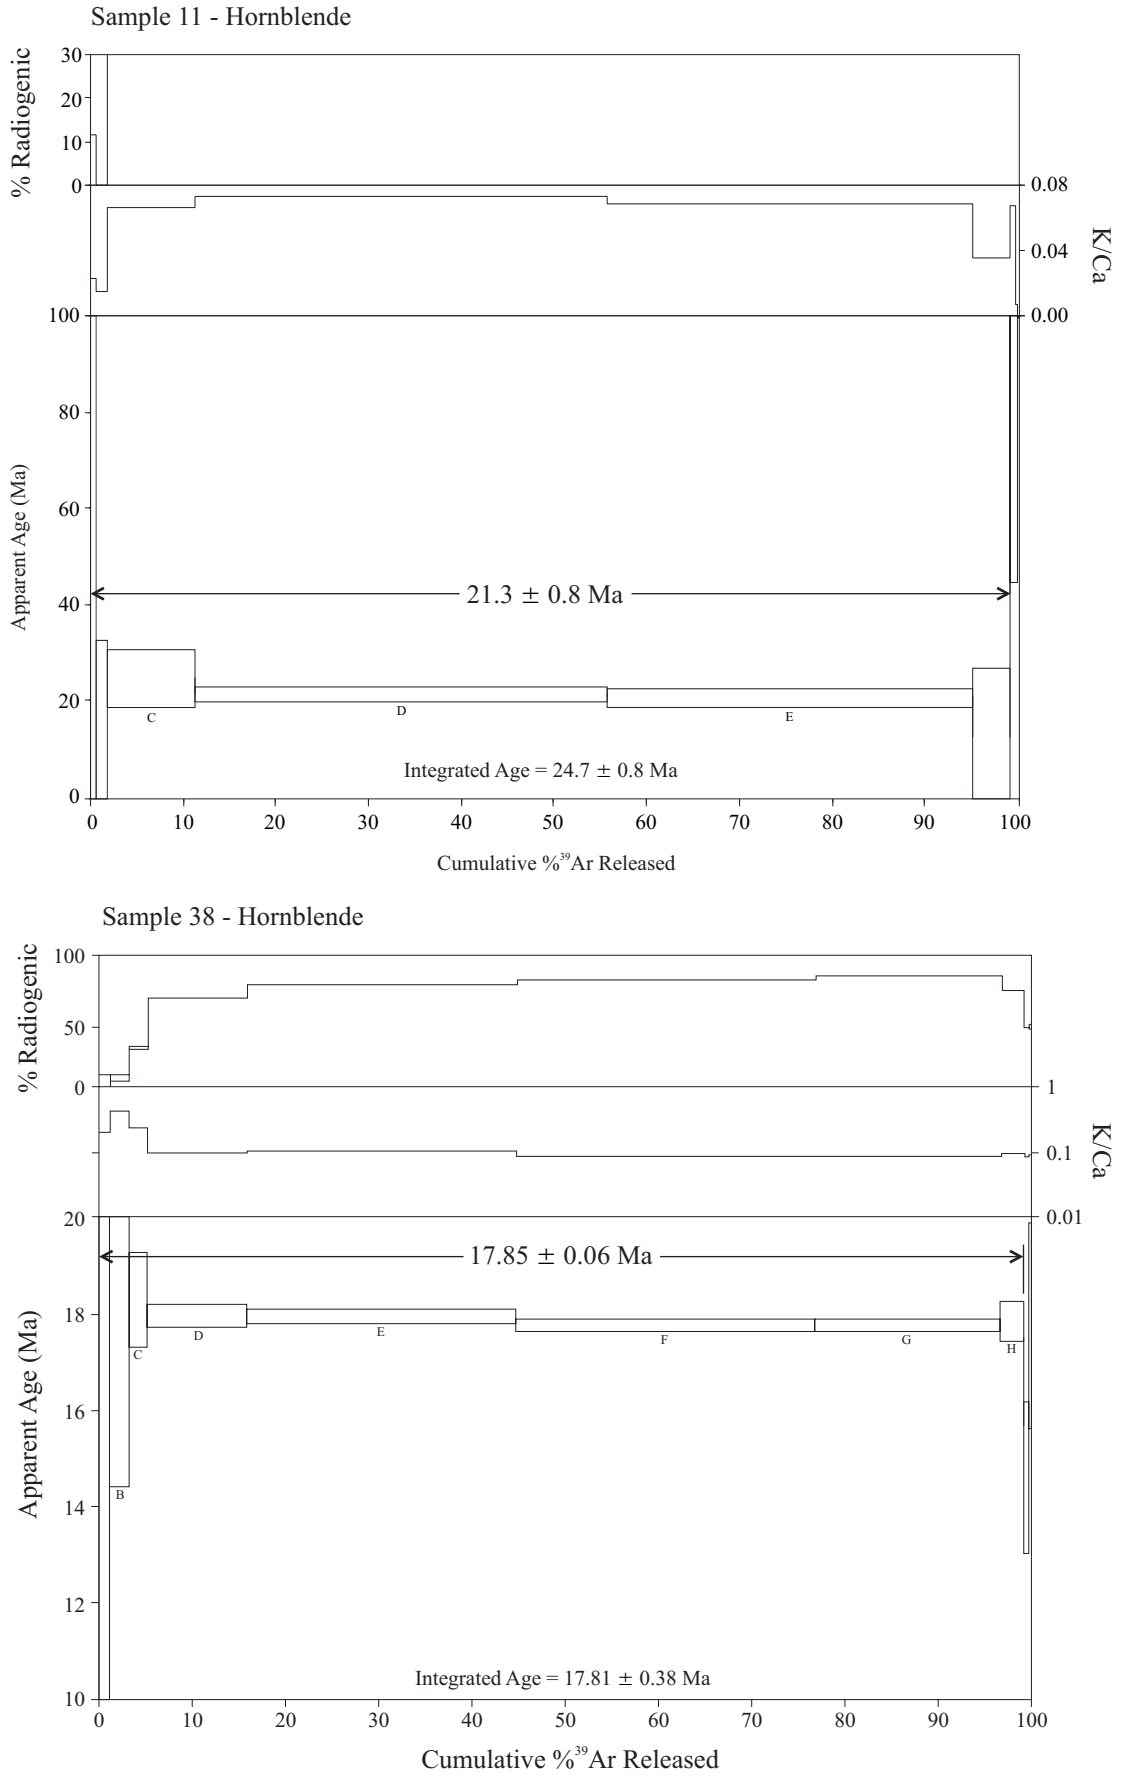 Sample 11 - Hornblende
% Radiogenic
30
20
10
0
0.08
0.04
0.00
K/Ca
100
80
60
40
20
0
Apparent Age (Ma)
21.3 ± 0.8 Ma
C
D
E
Integrated Age = 24.7 ± 0.8 Ma
0 10 20 30 40 50 60 70 80 90 100
Cumulative %³⁹Ar Released
Sample 38 - Hornblende
% Radiogenic
100
50
0
1
0.1
0.01
K/Ca
20
18
16
14
12
10
Apparent Age (Ma)
17.85 ± 0.06 Ma
B
C
D
E
F
G
H
Integrated Age = 17.81 ± 0.38 Ma
0 10 20 30 40 50 60 70 80 90 100
Cumulative %³⁹Ar Released